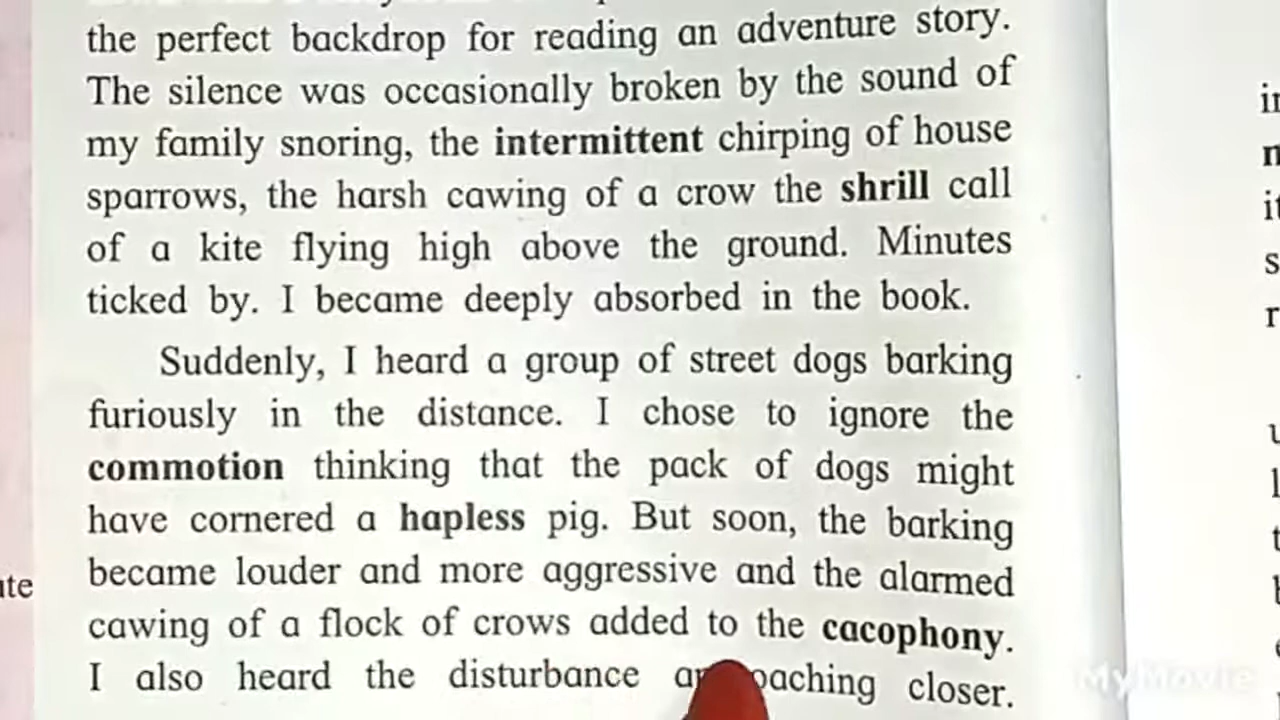 the perfect backdrop for reading an adventure story.
The silence was occasionally broken by the sound of
my family snoring, the intermittent chirping of house
sparrows, the harsh cawing of a crow the shrill call
of a kite flying high above the ground. Minutes
ticked by. I became deeply absorbed in the book.
Suddenly, I heard a group of street dogs barking
furiously in the distance. I chose to ignore the
commotion thinking that the pack of dogs might
have cornered a hapless pig. But soon, the barking
became louder and more aggressive and the alarmed
cawing of a flock of crows added to the cacophony.
I also heard the disturbance closer.
MyMovie